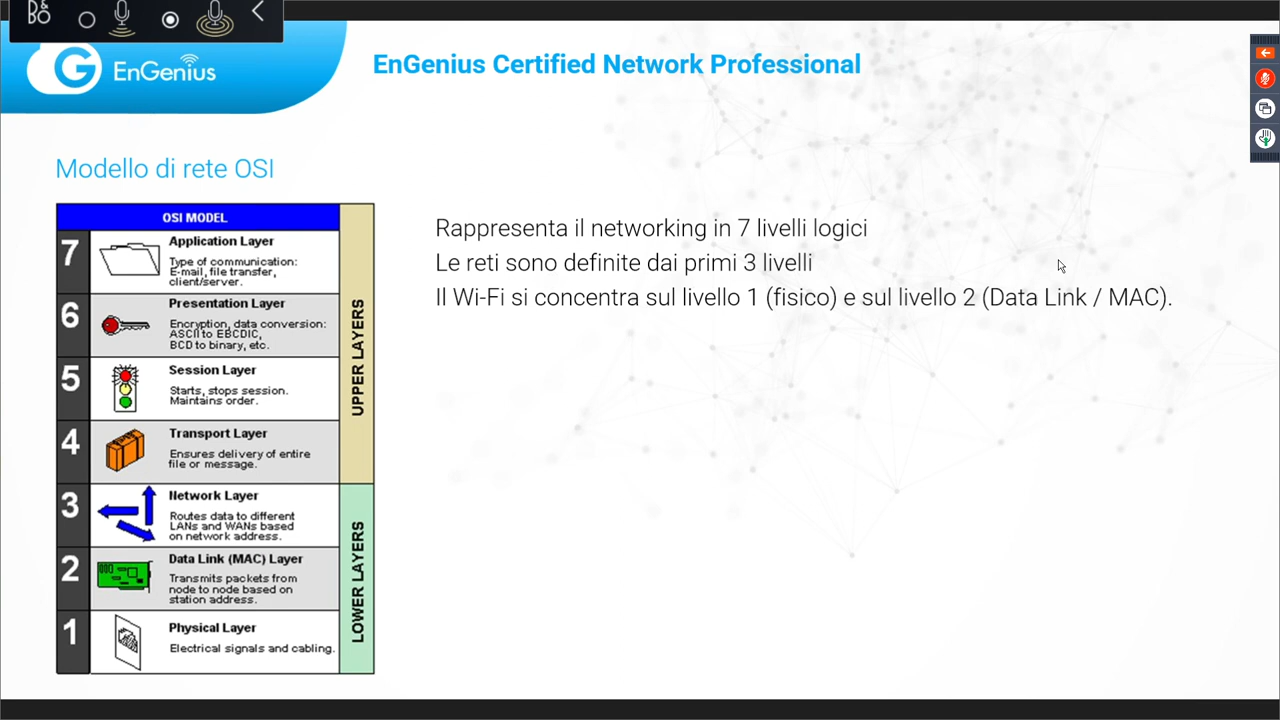 EnGenius
EnGenius Certified Network Professional
Modello di rete OSI
OSI MODEL
7
Application Layer
Type of communication:
E-mail, file transfer,
client/server.
6
Presentation Layer
Encryption, data conversion:
ASCII to EBCDIC,
BCD to binary, etc.
5
Session Layer
Starts, stops session.
Maintains order.
4
Transport Layer
Ensures delivery of entire
file or message.
UPPER LAYERS
3
Network Layer
Routes data to different
LANs and WANs based
on network address.
2
Data Link (MAC) Layer
Transmits packets from
node to node based on
station address.
1
Physical Layer
Electrical signals and cabling.
LOWER LAYERS
Rappresenta il networking in 7 livelli logici
Le reti sono definite dai primi 3 livelli
Il Wi-Fi si concentra sul livello 1 (fisico) e sul livello 2 (Data Link / MAC).